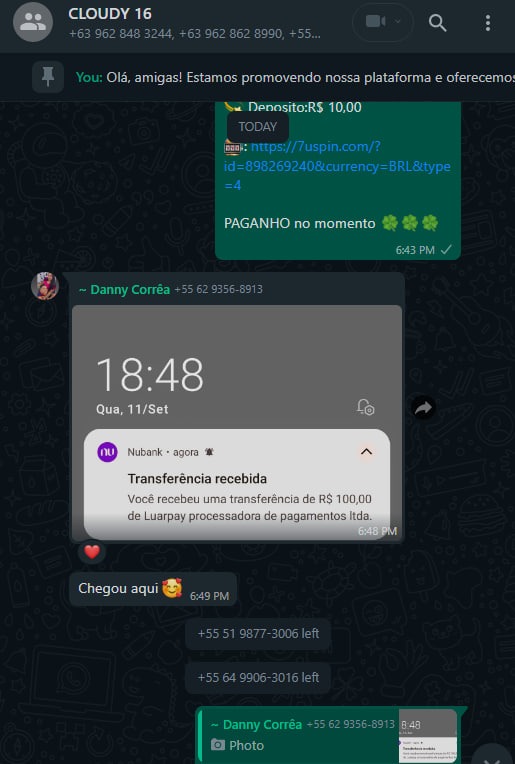 CLOUDY 16
+63 962 848 3244, +63 962 862 8990, +55...
You: Olá, amigas! Estamos promovendo nossa plataforma e oferecemos
Depósito:R$ 10,00
TODAY
: https://7uspin.com/?
id=898269240&currency=BRL&type
=4
PAGANHO no momento 🍀🍀🍀
6:43 PM
~ Danny Corrêa +55 62 9356-8913
18:48
Qua, 11/Set
nu Nubank • agora
Transferência recebida
Você recebeu uma transferência de R$ 100,00
de Luarpay processadora de pagamentos ltda.
6:48 PM
❤️
Chegou aqui 🥰 6:49 PM
+55 51 9877-3006 left
+55 64 9906-3016 left
~ Danny Corrêa +55 62 9356-8913
Photo
8:48